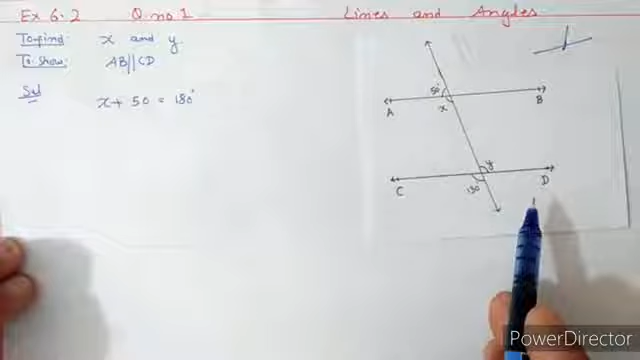 Ex 6.2 Q no 1 Lines and Angles
To find: x and y
To show: AB||CD
Sol
x + 50 = 180°
50°
A
x
B
y
C
130°
D
PowerDirector